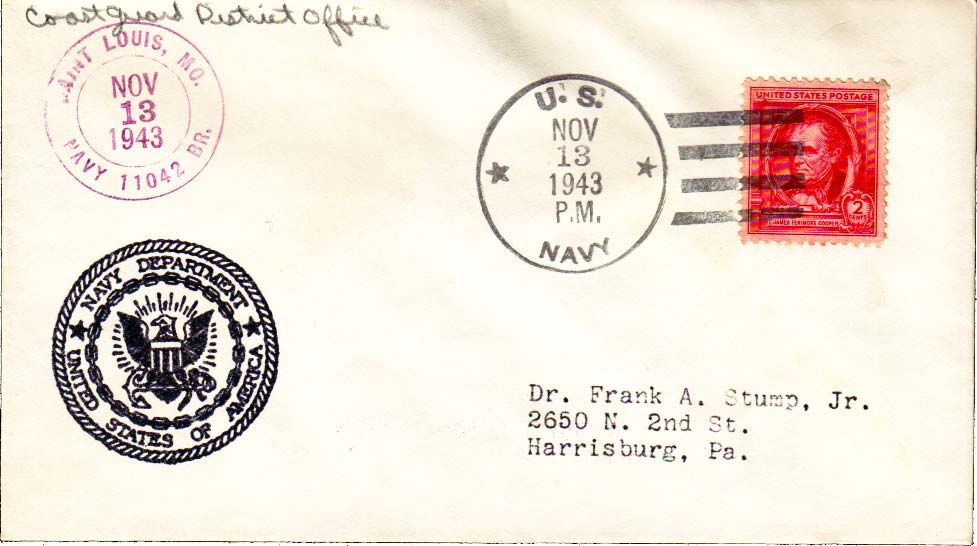 Coast guard District Office
SAINT LOUIS, MO.
NOV
13
1943
NAVY 11042 BR.
U. S.
NOV
13
1943
P.M.
NAVY
UNITED STATES POSTAGE
JAMES FENIMORE COOPER
2
CENTS
NAVY DEPARTMENT
UNITED STATES OF AMERICA
Dr. Frank A. Stump, Jr.
2650 N. 2nd St.
Harrisburg, Pa.